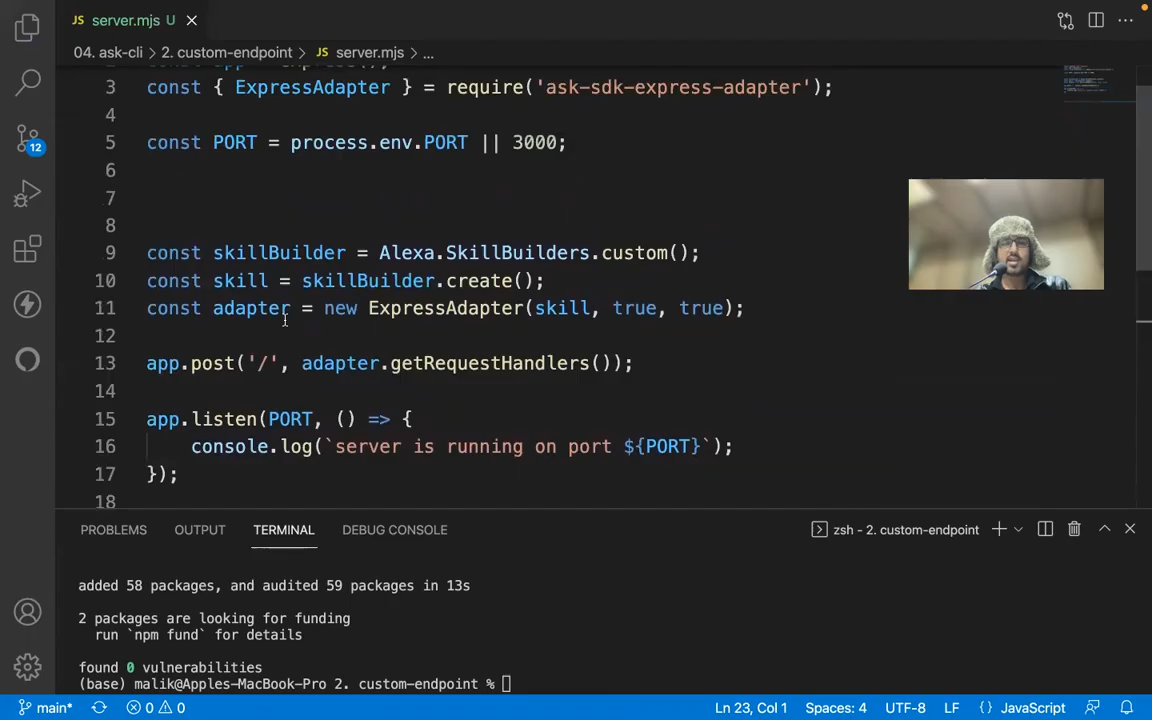 JS server.mjs U
04. ask-cli > 2. custom-endpoint > JS server.mjs > ...
3 const { ExpressAdapter } = require('ask-sdk-express-adapter');
4
5 const PORT = process.env.PORT || 3000;
6
7
8
9 const skillBuilder = Alexa.SkillBuilders.custom();
10 const skill = skillBuilder.create();
11 const adapter = new ExpressAdapter(skill, true, true);
12
13 app.post('/', adapter.getRequestHandlers());
14
15 app.listen(PORT, () => {
16 console.log(`server is running on port ${PORT}`);
17 });
18
12
PROBLEMS OUTPUT TERMINAL DEBUG CONSOLE zsh - 2. custom-endpoint
added 58 packages, and audited 59 packages in 13s
2 packages are looking for funding
run `npm fund` for details
found 0 vulnerabilities
(base) malik@Apples-MacBook-Pro 2. custom-endpoint %
main* 0 0 Ln 23, Col 1 Spaces: 4 UTF-8 LF {} JavaScript